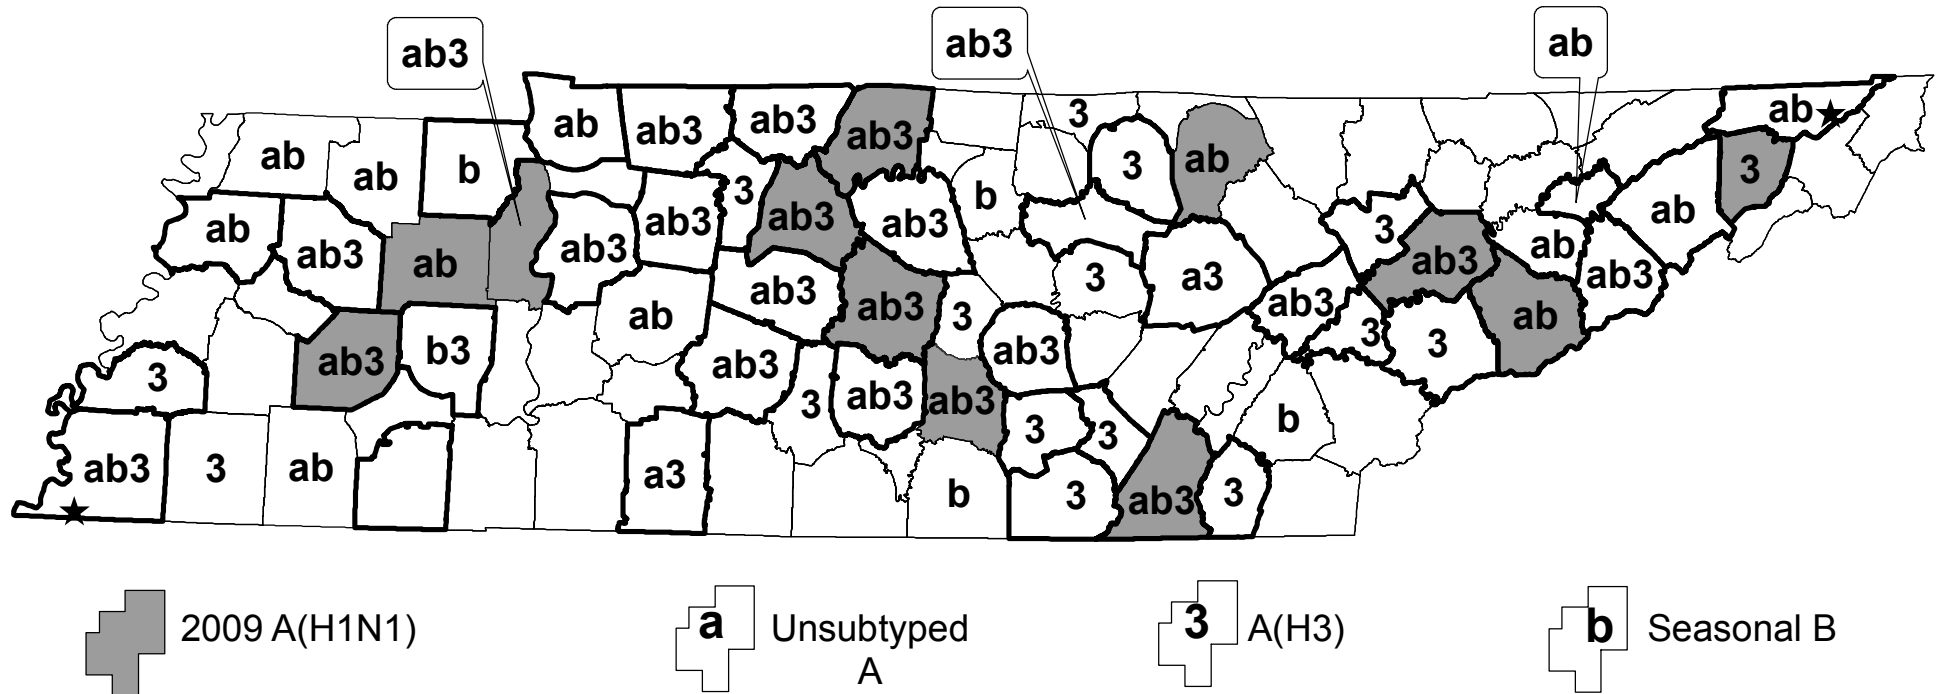 ab3 ab3 ab
3 ab
ab ab3 ab3 ab3
ab ab b 3 ab 3
b
ab ab3 3 ab3 ab3 ab
ab3 ab ab3 3 ab3 ab ab3
ab3 ab3 3 a3 ab3
ab 3 3 ab
ab3 b3 ab3 ab3 3
3 3 ab3 ab3
3 3 b
ab3 3 ab a3 b 3 ab3 3
2009 A(H1N1)
a Unsubtyped
A
3 A(H3)
b Seasonal B